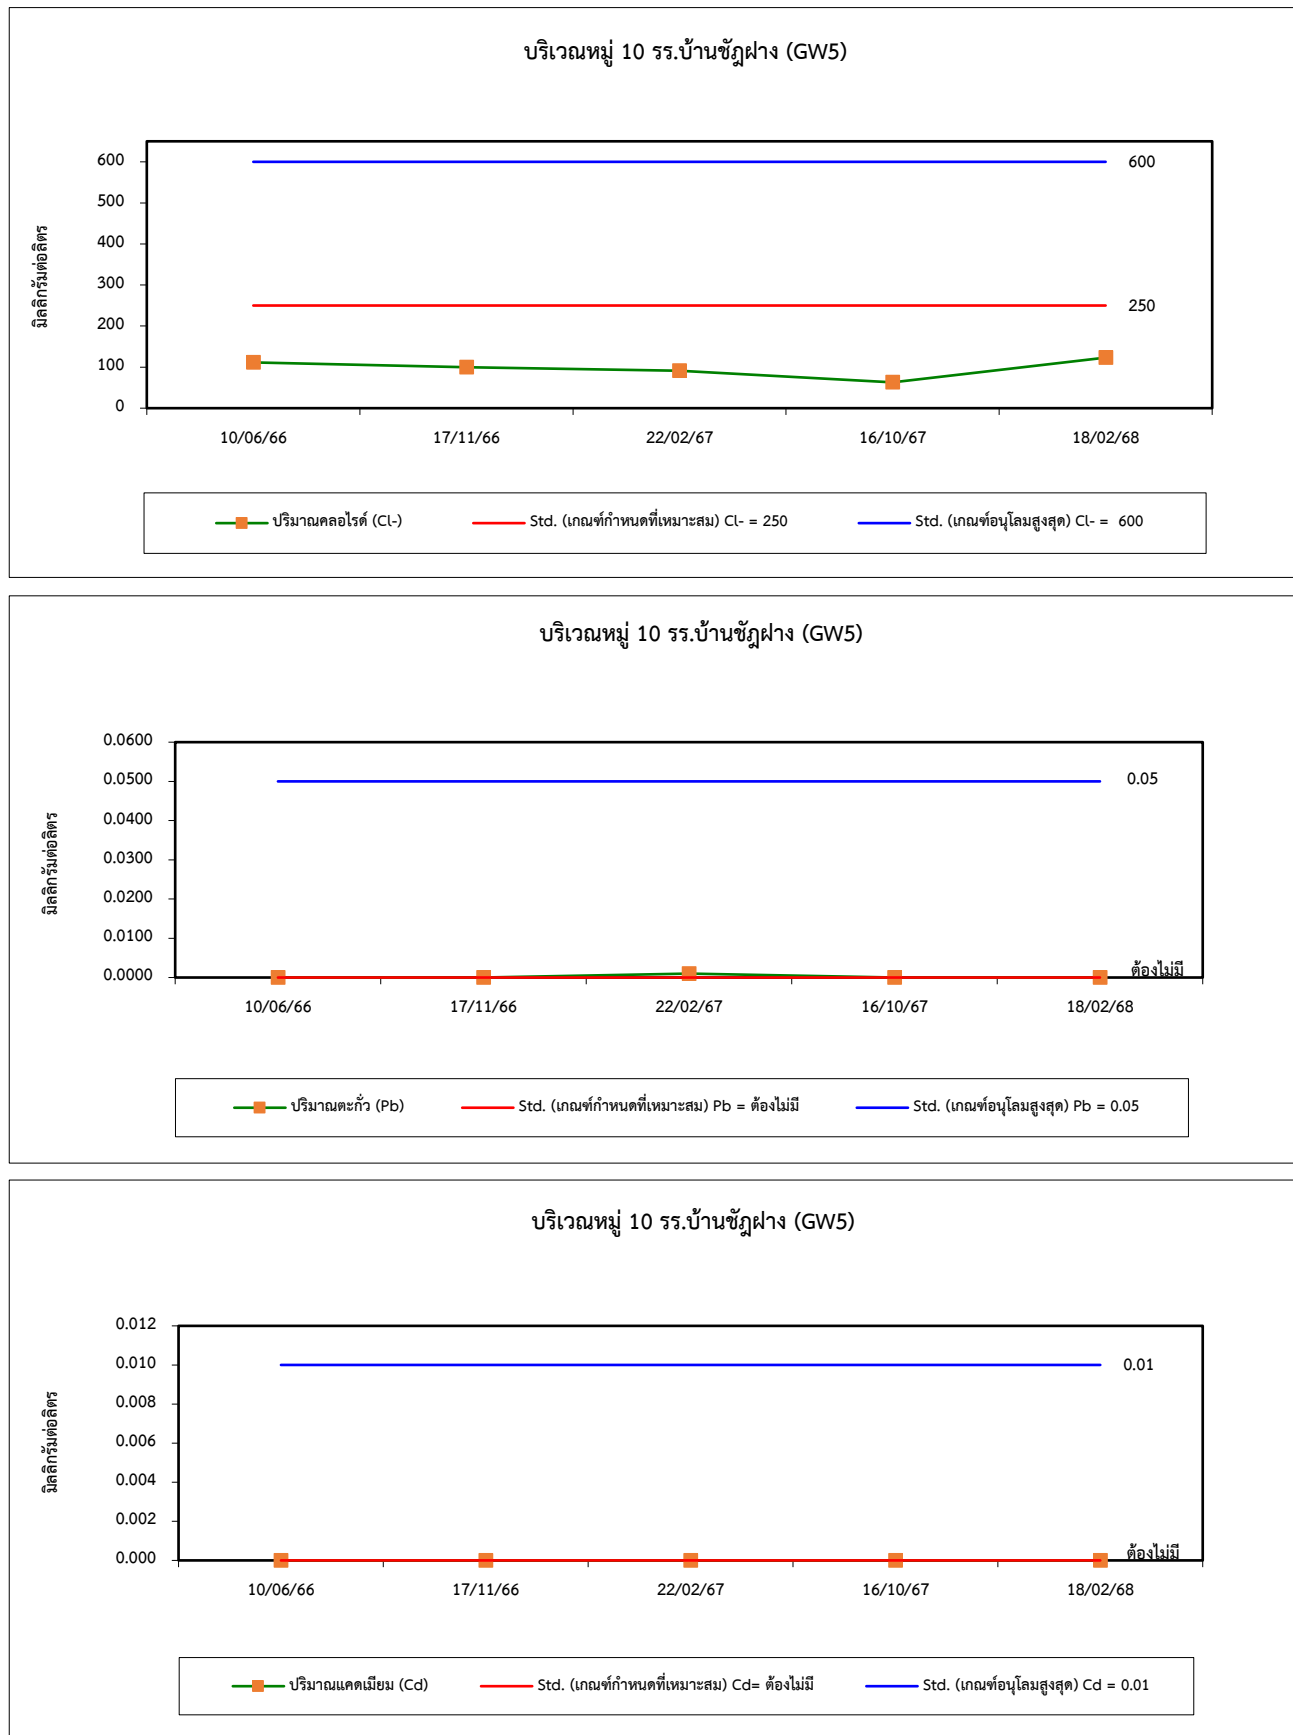 บริเวณหมู่ 10 รร.บ้านชัฎฝาง (GW5)
มิลลิกรัมต่อลิตร
600
500
400
300
200
100
0
600
250
10/06/66 17/11/66 22/02/67 16/10/67 18/02/68
ปริมาณคลอไรด์ (Cl-) Std. (เกณฑ์กำหนดที่เหมาะสม) Cl- = 250 Std. (เกณฑ์อนุโลมสูงสุด) Cl- = 600
บริเวณหมู่ 10 รร.บ้านชัฎฝาง (GW5)
มิลลิกรัมต่อลิตร
0.0600
0.0500
0.0400
0.0300
0.0200
0.0100
0.0000
0.05
ต้องไม่มี
10/06/66 17/11/66 22/02/67 16/10/67 18/02/68
ปริมาณตะกั่ว (Pb) Std. (เกณฑ์กำหนดที่เหมาะสม) Pb = ต้องไม่มี Std. (เกณฑ์อนุโลมสูงสุด) Pb = 0.05
บริเวณหมู่ 10 รร.บ้านชัฎฝาง (GW5)
มิลลิกรัมต่อลิตร
0.012
0.010
0.008
0.006
0.004
0.002
0.000
0.01
ต้องไม่มี
10/06/66 17/11/66 22/02/67 16/10/67 18/02/68
ปริมาณแคดเมียม (Cd) Std. (เกณฑ์กำหนดที่เหมาะสม) Cd= ต้องไม่มี Std. (เกณฑ์อนุโลมสูงสุด) Cd = 0.01